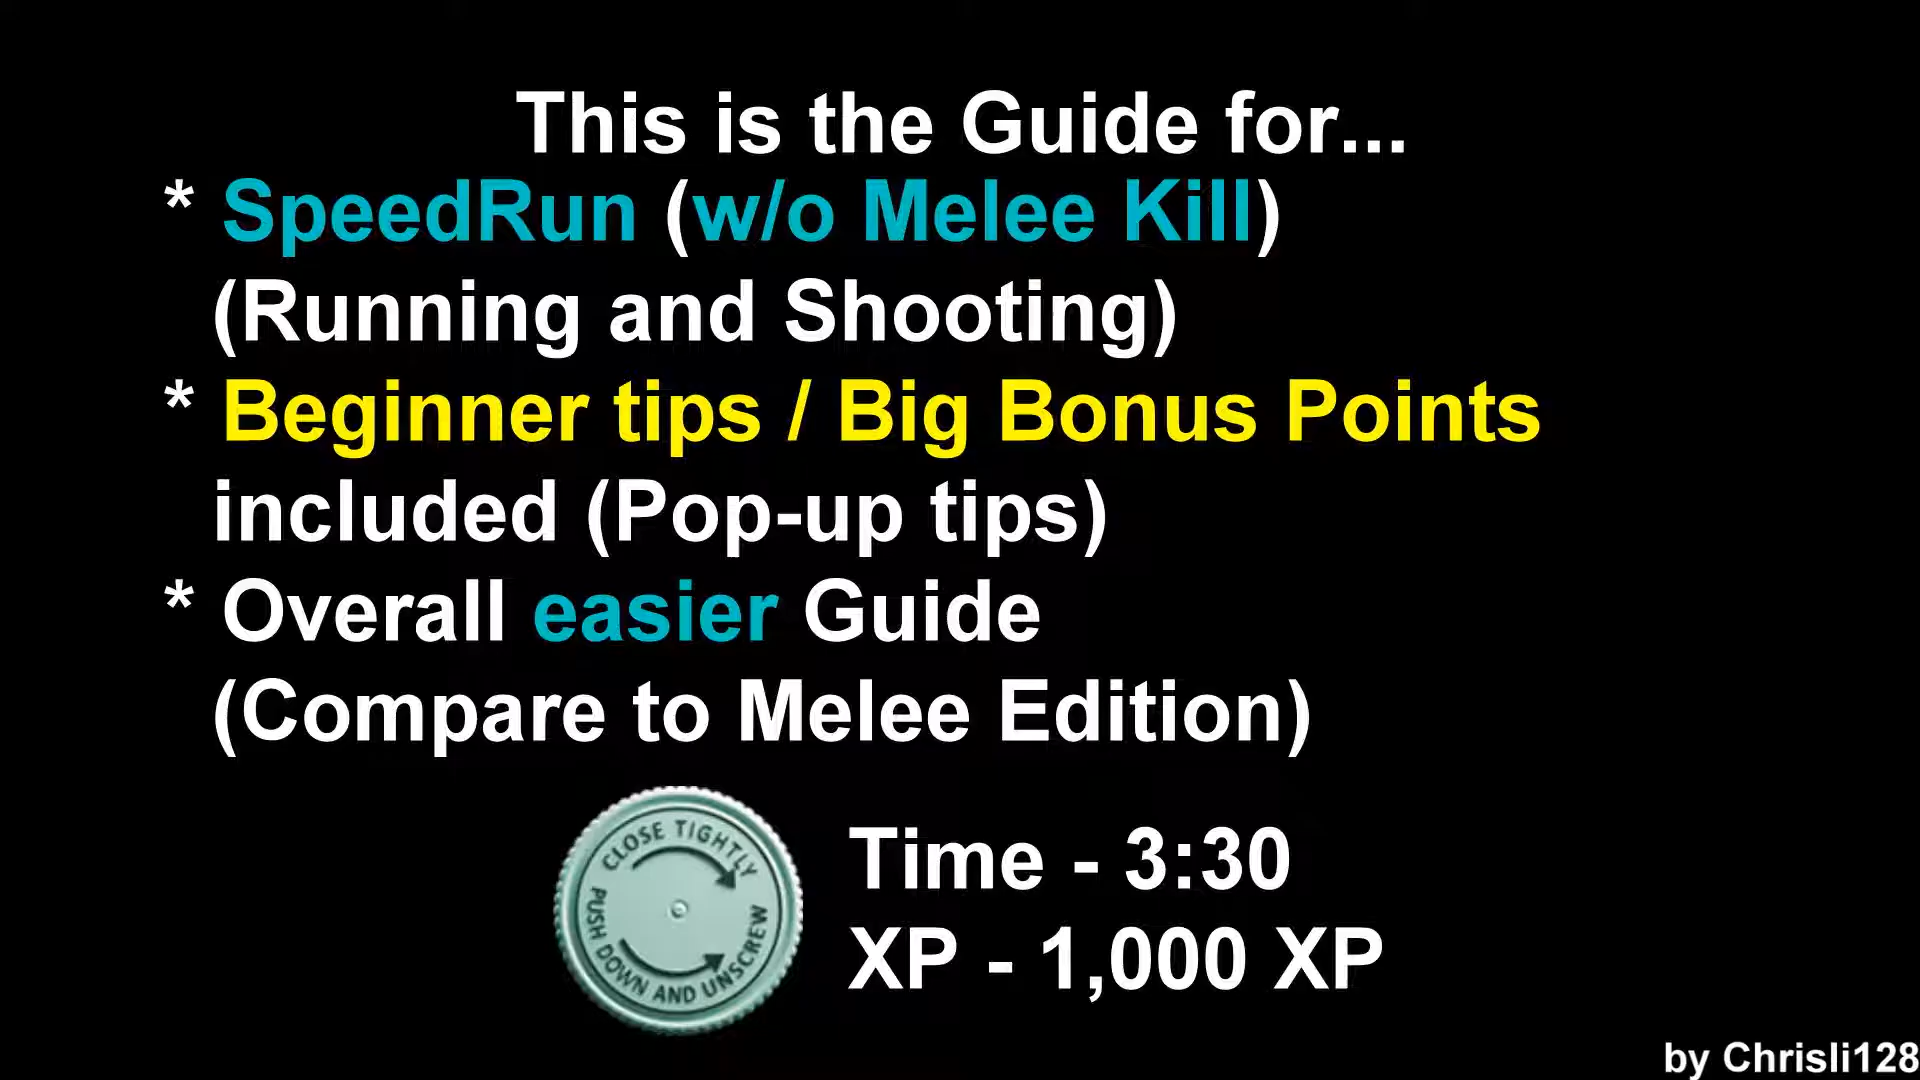 This is the Guide for...
* SpeedRun (w/o Melee Kill)
(Running and Shooting)
* Beginner tips / Big Bonus Points
included (Pop-up tips)
* Overall easier Guide
(Compare to Melee Edition)
CLOSE TIGHTLY
PUSH DOWN AND UNSCREW
Time - 3:30
XP - 1,000 XP
by Chrisli128